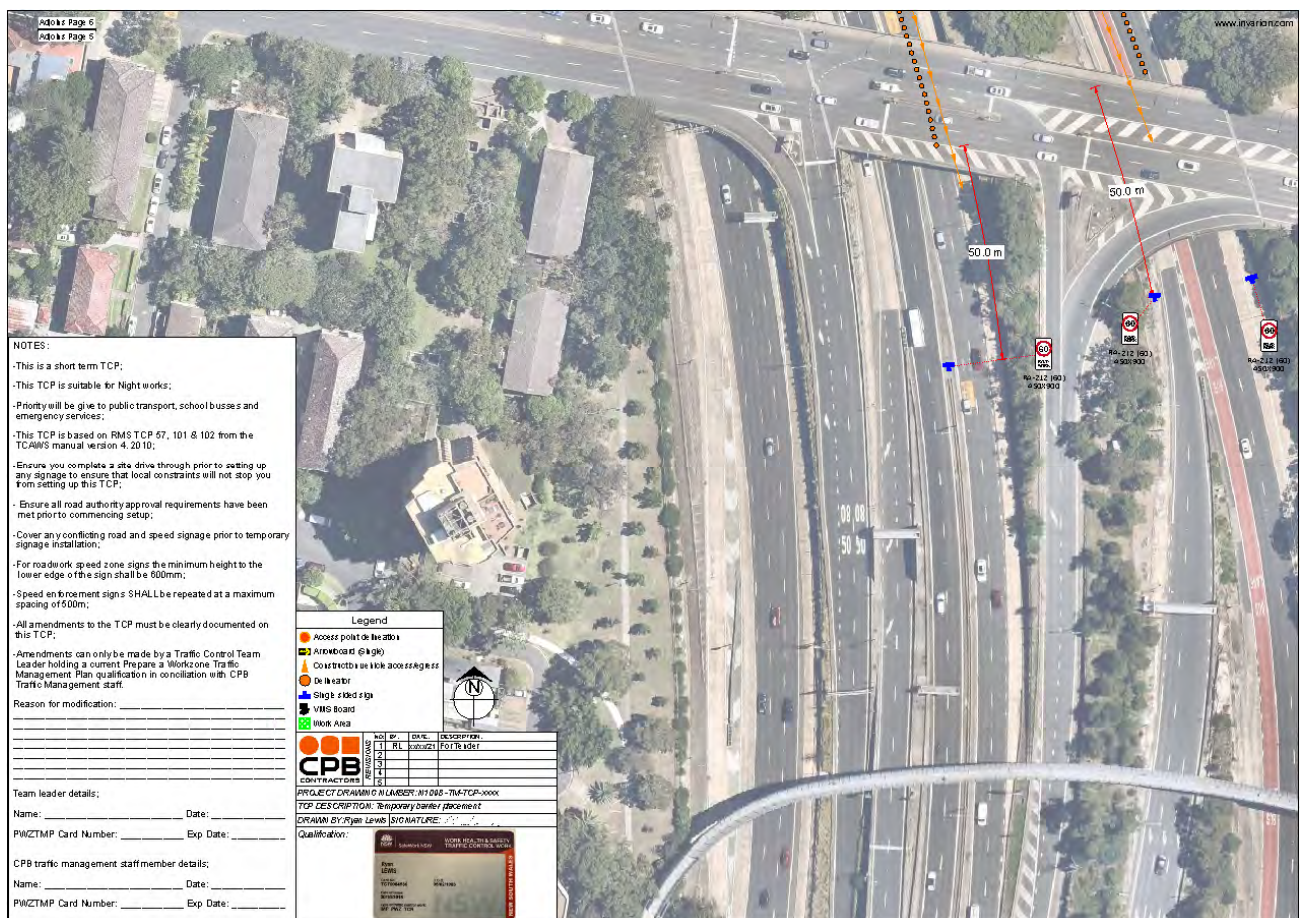 Adjoins Page 6
Adjoins Page 5
www.invarion.com
50.0 m
50.0 m
60
R4-212 (60)
450X900
60
R4-212 (60)
450X900
60
R4-212 (60)
450X900
NOTES:
-This is a short term TCP;
-This TCP is suitable for Night works;
-Priority will be give to public transport, school busses and
emergency services;
-This TCP is based on RMS TCP 57, 101 & 102 from the
TCAWS manual version 4. 2010;
-Ensure you complete a site drive through prior to setting up
any signage to ensure that local constraints will not stop you
from setting up this TCP;
- Ensure all road authority approval requirements have been
met prior to commencing setup;
-Cover any conflicting road and speed signage prior to temporary
signage installation;
-For roadwork speed zone signs the minimum height to the
lower edge of the sign shall be 600mm;
-Speed enforcement signs SHALL be repeated at a maximum
spacing of 500m;
-All amendments to the TCP must be clearly documented on
this TCP;
-Amendments can only be made by a Traffic Control Team
Leader holding a current Prepare a Workzone Traffic
Management Plan qualification in conciliation with CPB
Traffic Management staff.
Reason for modification:
Team leader details;
Name: Date:
PWZTMP Card Number: Exp Date:
CPB traffic management staff member details;
Name: Date:
PWZTMP Card Number: Exp Date:
Legend
Access point delineation
Arrowboard (Single)
Construction vehicle access/egress
Delineator
Single sided sign
VMS Board
Work Area
N
CPB
CONTRACTORS
REVISIONS
NO. BY. DATE. DESCRIPTION.
1 RL xx/xx/21 For Tender
2
3
4
5
PROJECT DRAWING NUMBER: M1098-TM-TCP-xxxx
TCP DESCRIPTION: Temporary barrier placement
DRAWN BY: Ryan Lewis SIGNATURE:
Qualification:
WORK HEALTH & SAFETY
TRAFFIC CONTROL WORK
Ryan
LEWIS
NEW SOUTH WALES